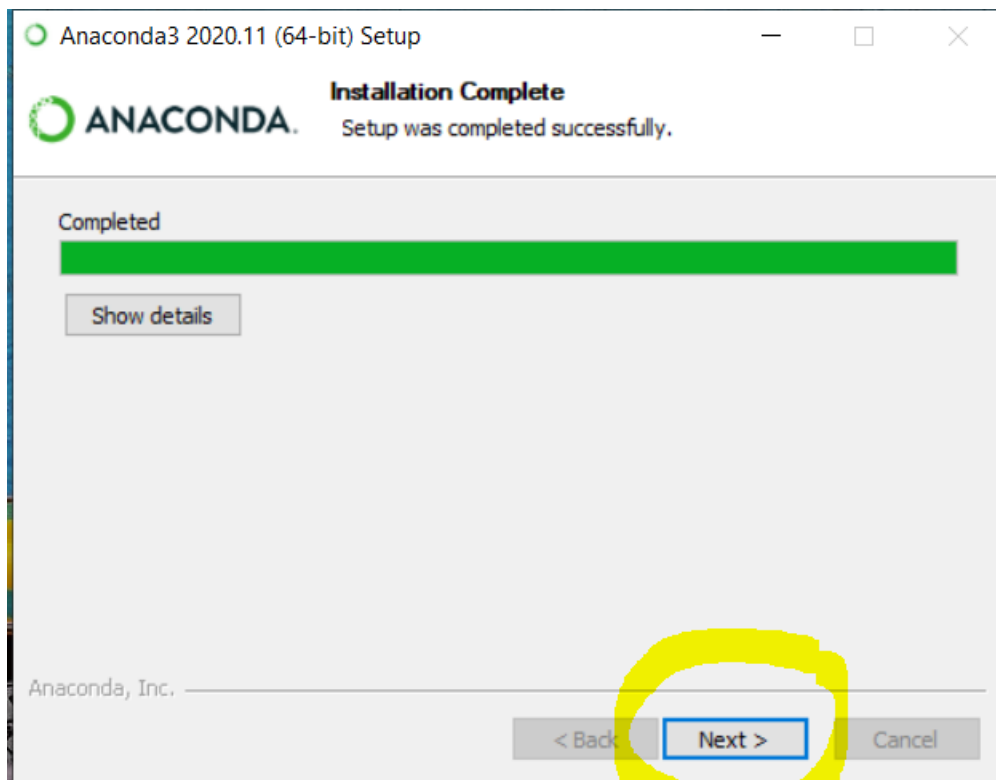 Anaconda3 2020.11 (64-bit) Setup
ANACONDA.
Installation Complete
Setup was completed successfully.
Completed
Show details
Anaconda, Inc.
< Back
Next >
Cancel